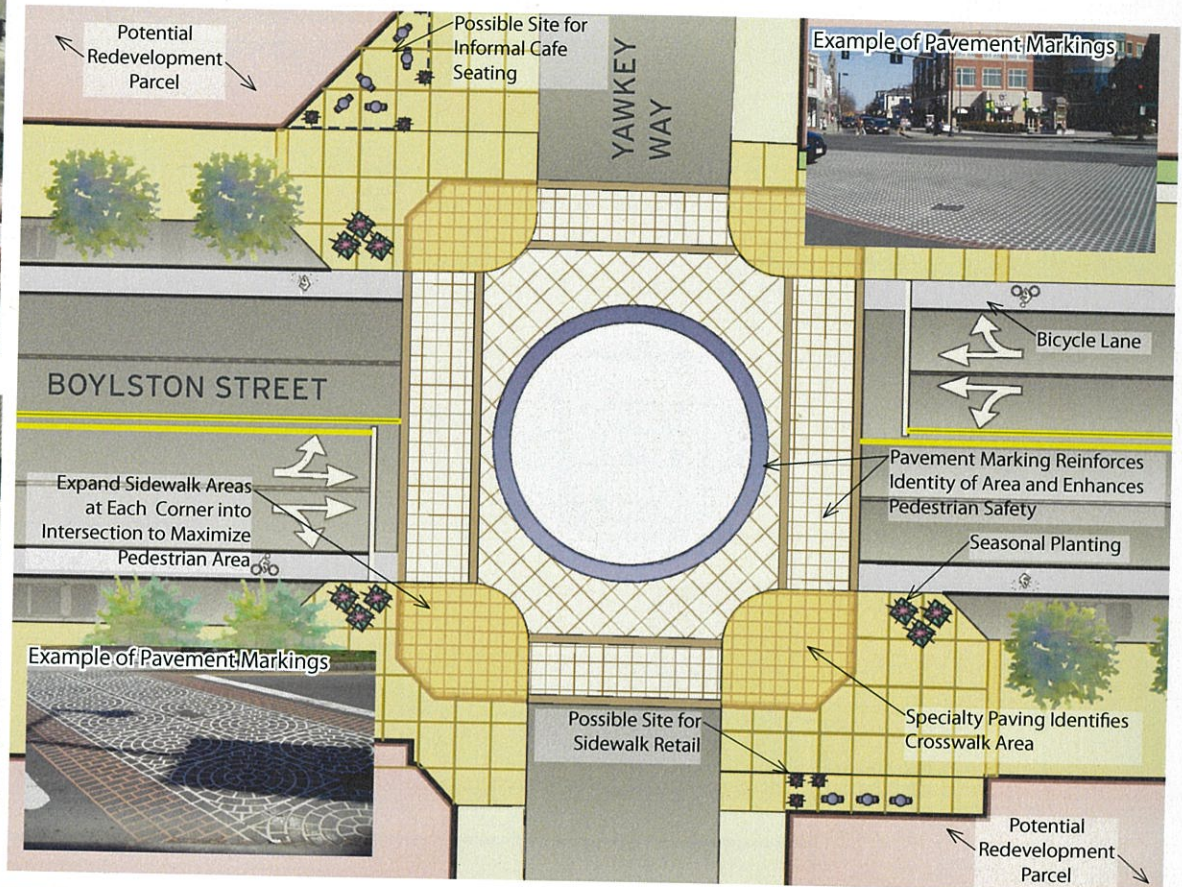 Potential
Redevelopment
Parcel
Possible Site for
Informal Cafe
Seating
YAWKEY
WAY
Example of Pavement Markings
Bicycle Lane
BOYLSTON STREET
Expand Sidewalk Areas
at Each Corner into
Intersection to Maximize
Pedestrian Area
Pavement Marking Reinforces
Identity of Area and Enhances
Pedestrian Safety
Seasonal Planting
Example of Pavement Markings
Possible Site for
Sidewalk Retail
Specialty Paving Identifies
Crosswalk Area
Potential
Redevelopment
Parcel